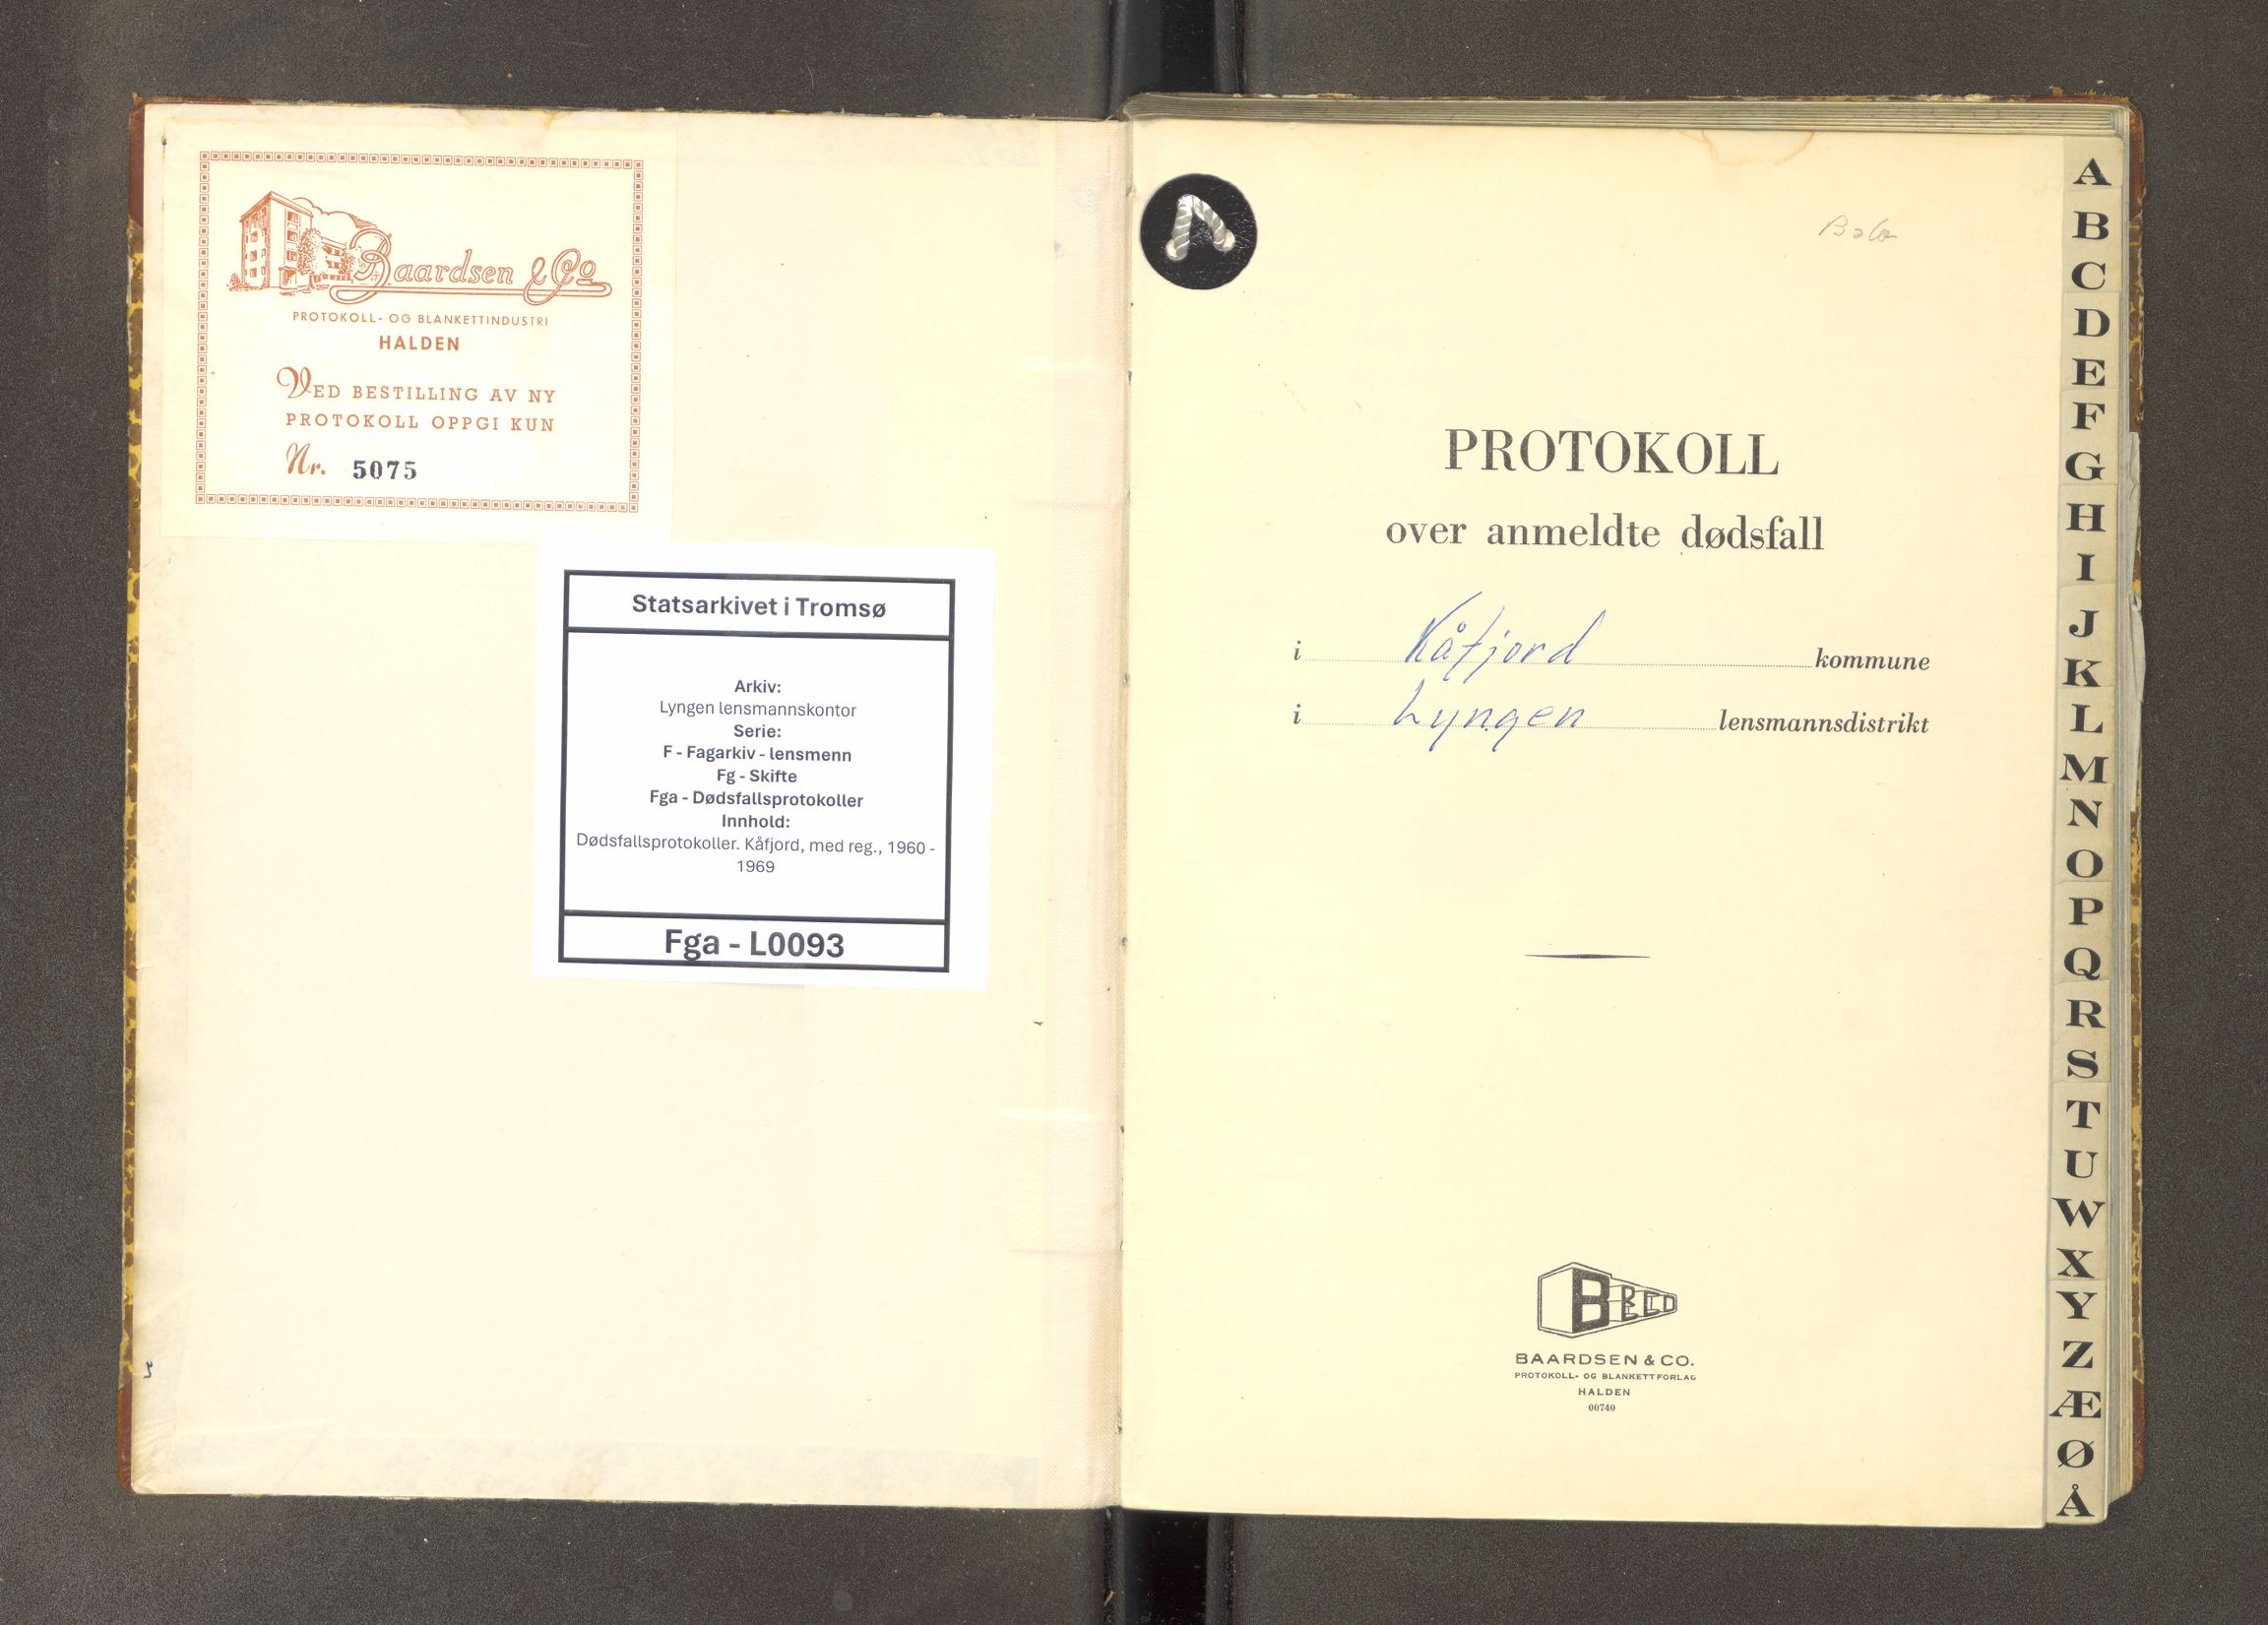 Baardsen & Co
PROTOKOLL- OG BLANKETTINDUSTRI
HALDEN
VED BESTILLING AV NY
PROTOKOLL OPPGI KUN
Nr. 5075
Statsarkivet i Tromsø
Arkiv:
Lyngen lensmannskontor
Serie:
F - Fagarkiv - lensmenn
Fg - Skifte
Fga - Dødsfallsprotokoller
Innhold:
Dødsfallsprotokoller. Kåfjord, med reg., 1960 -
1969
Fga - L0093
PROTOKOLL
over anmeldte dødsfall
i Kåfjord kommune
i Lyngen lensmannsdistrikt
BAARDSEN & CO.
PROTOKOLL- OG BLANKETTFORLAG
HALDEN
00740
A
B
C
D
E
F
G
H
I
J
K
L
M
N
O
P
Q
R
S
T
U
W
X
Y
Z
Æ
Ø
Å